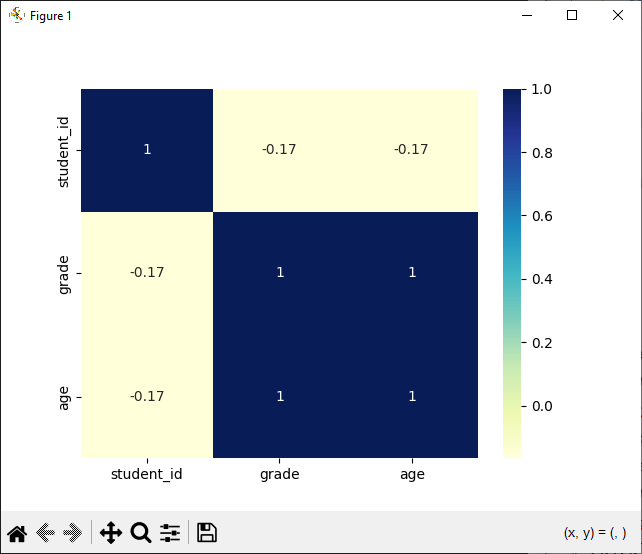 Figure 1
1.0
student_id
1
-0.17
-0.17
0.8
0.6
grade
-0.17
1
1
0.4
0.2
age
-0.17
1
1
0.0
student_id
grade
age
(x, y) = (, )